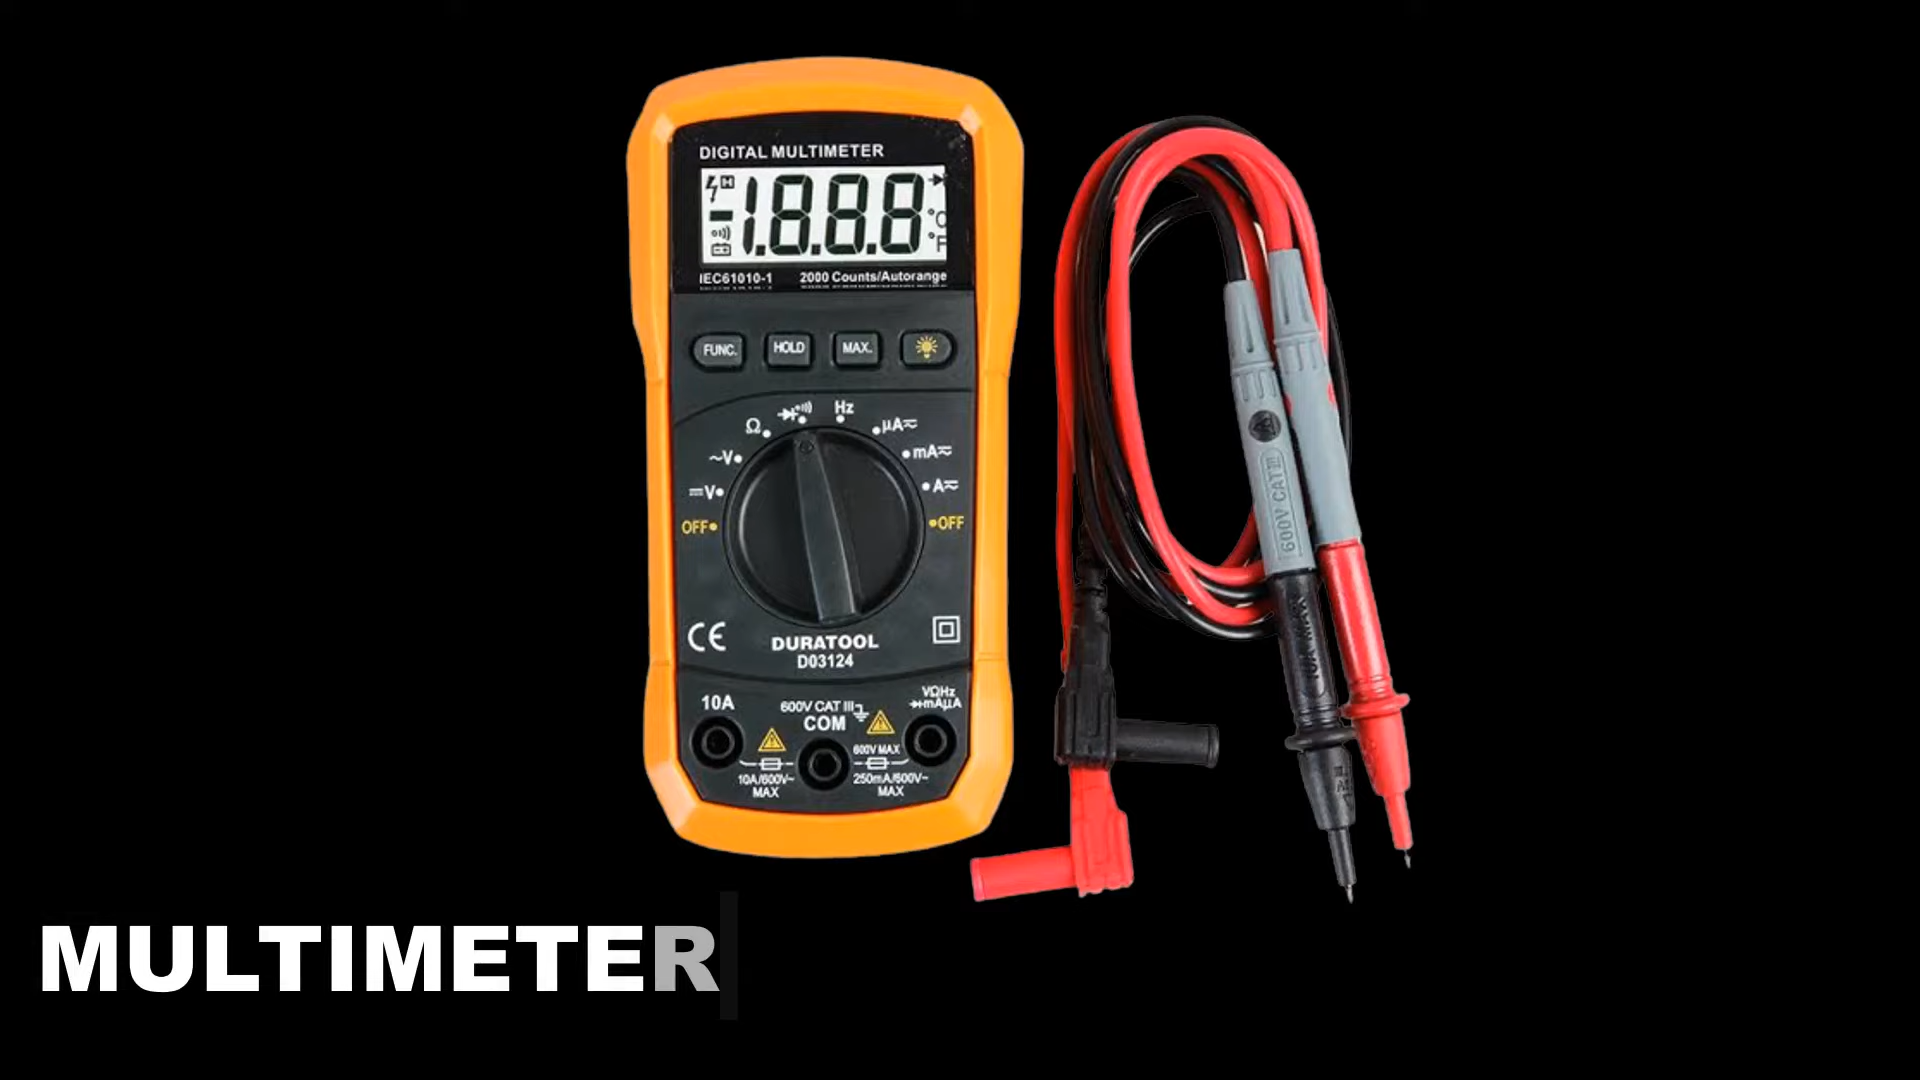 DIGITAL MULTIMETER
-1.8.8.8
°C
°F
IEC61010-1 2000 Counts/Autorange
FUNC. HOLD MAX.
Hz
Ω µA
~V mA
V A
OFF OFF
CE
DURATOOL
D03124
10A 600V CAT III VΩHz
COM mAµA
600V MAX
10A/600V~ 250mA/600V~
MAX MAX
600V CAT III
10A MAX
MULTIMETER